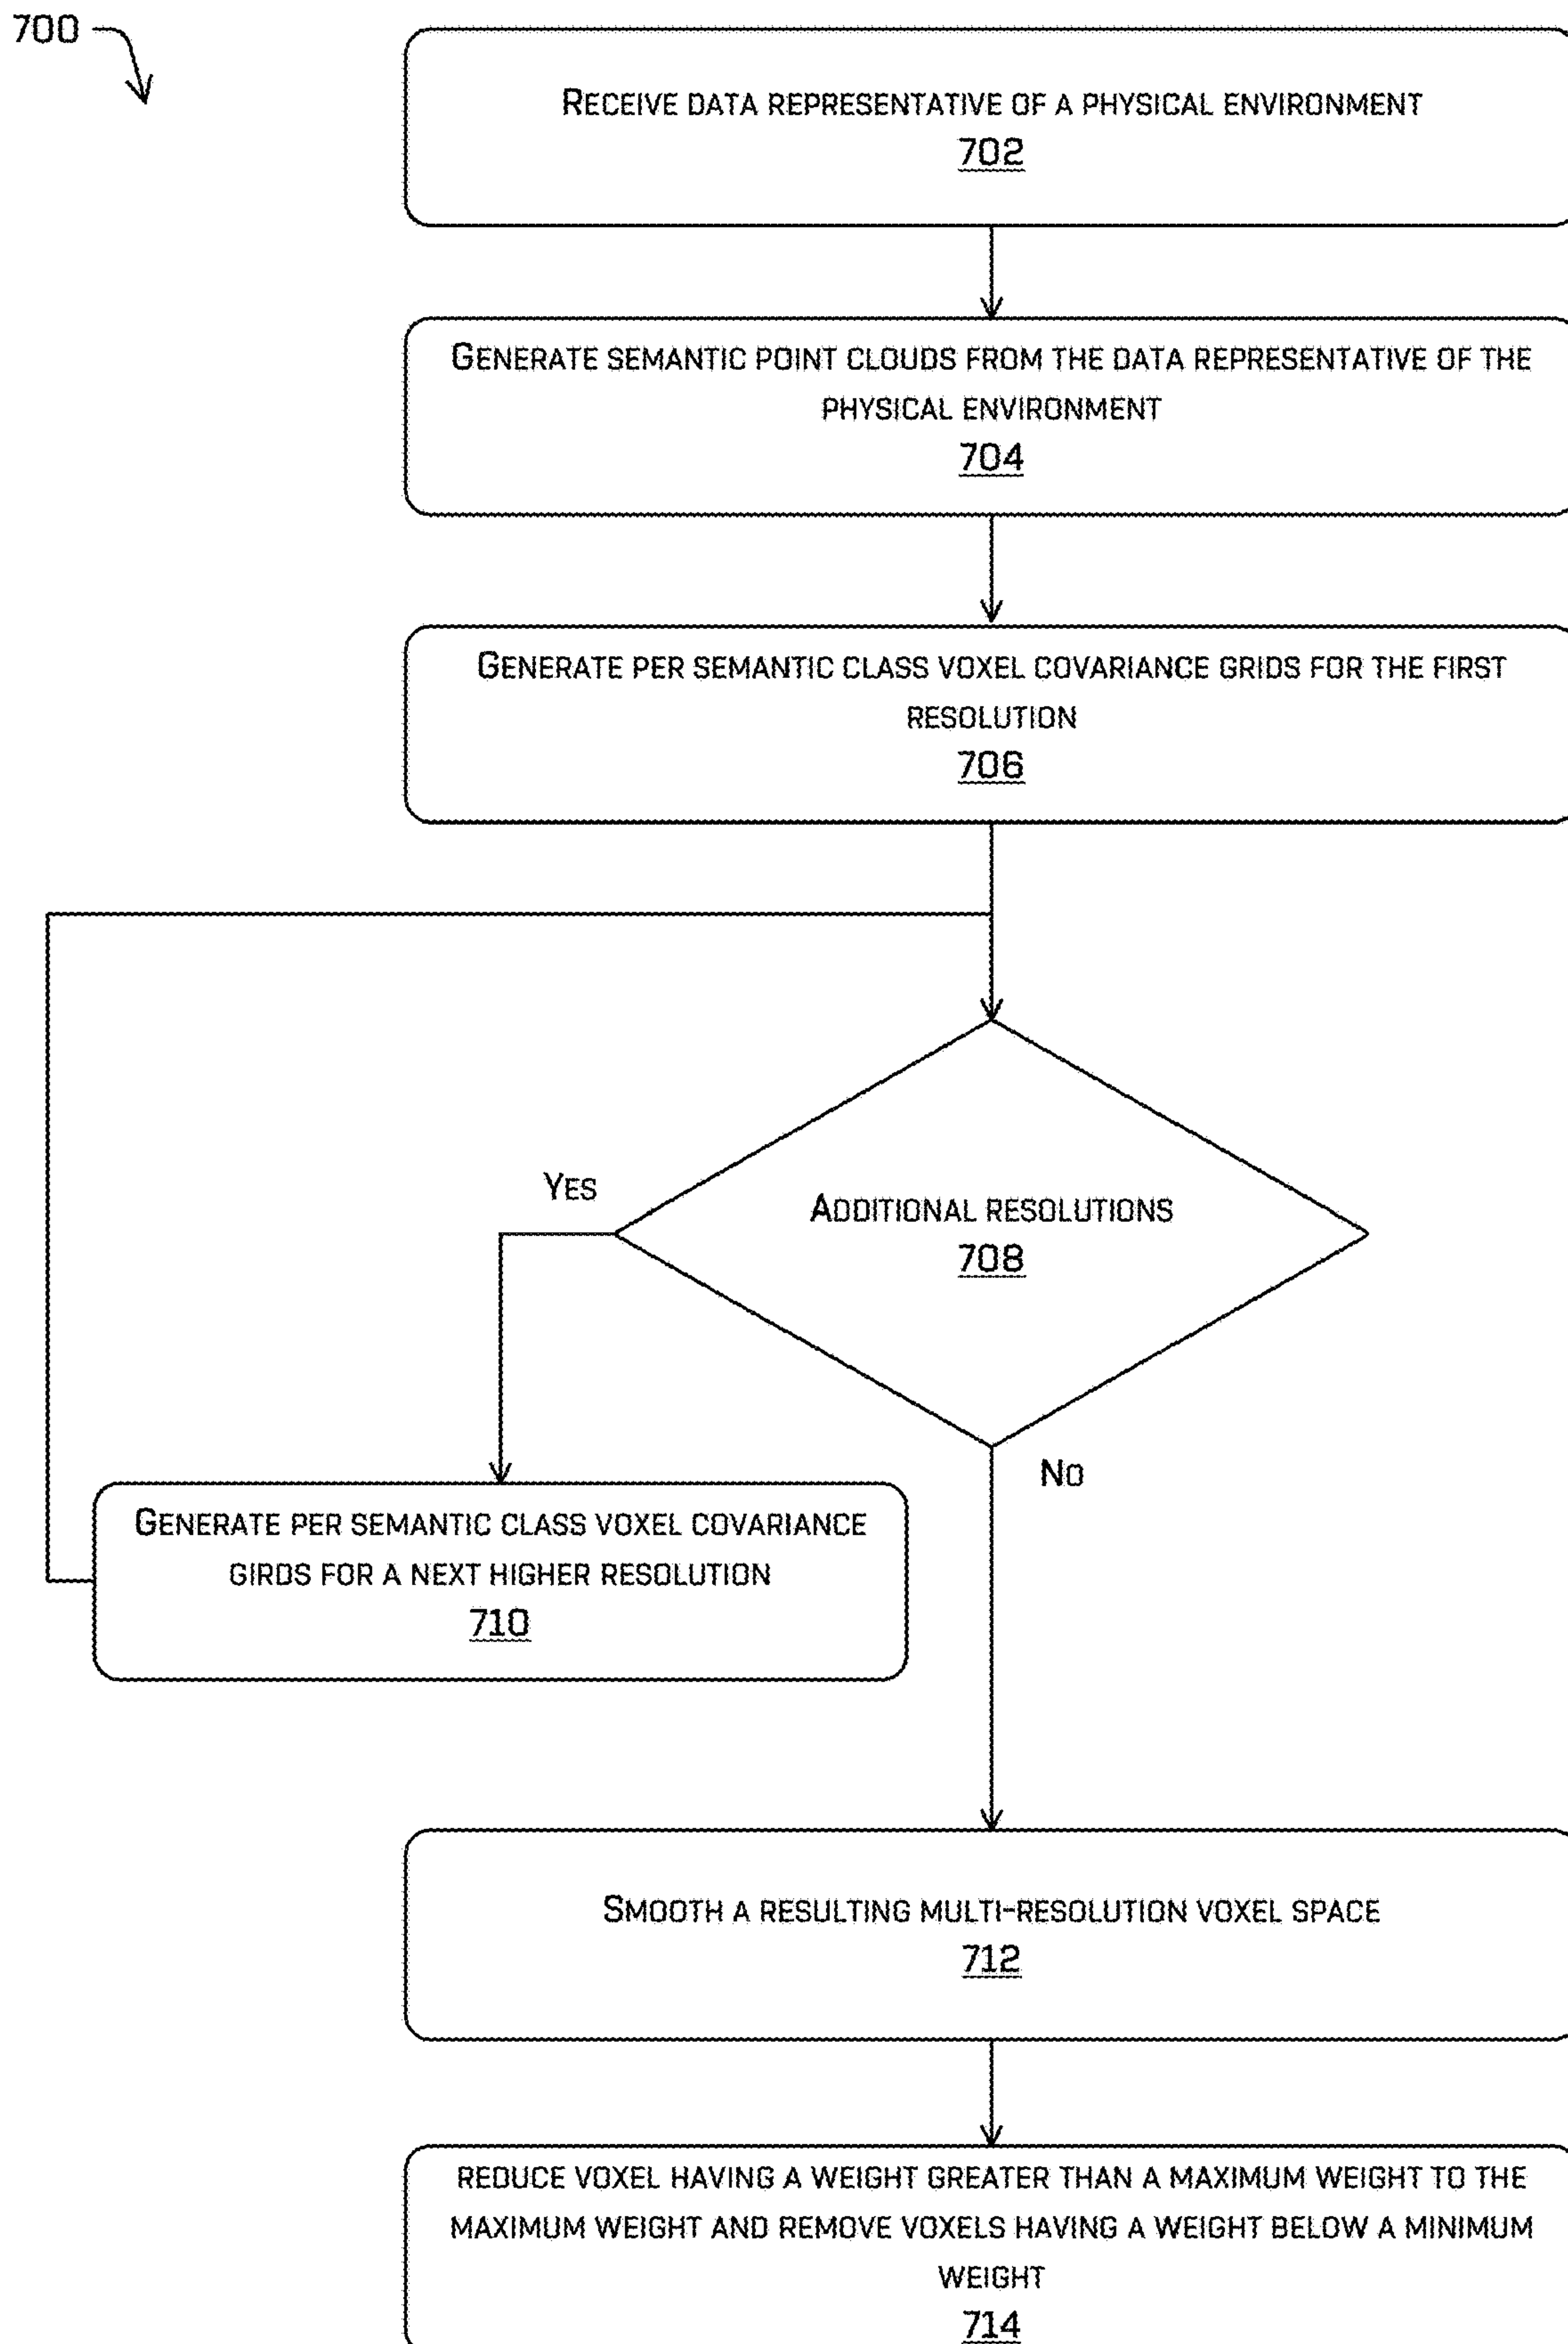 700
Receive data representative of a physical environment
702
Generate semantic point clouds from the data representative of the
physical environment
704
Generate per semantic class voxel covariance grids for the first
resolution
706
Yes
Additional resolutions
708
No
Generate per semantic class voxel covariance
girds for a next higher resolution
710
Smooth a resulting multi-resolution voxel space
712
reduce voxel having a weight greater than a maximum weight to the
maximum weight and remove voxels having a weight below a minimum
weight
714